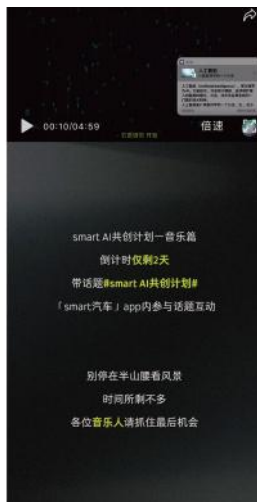 人工智能
00:10/04:59
倍速
smart AI共创计划—音乐篇
倒计时仅剩2天
带话题#smart AI共创计划#
「smart汽车」app内参与话题互动
别停在半山腰看风景
时间所剩不多
各位音乐人请抓住最后机会